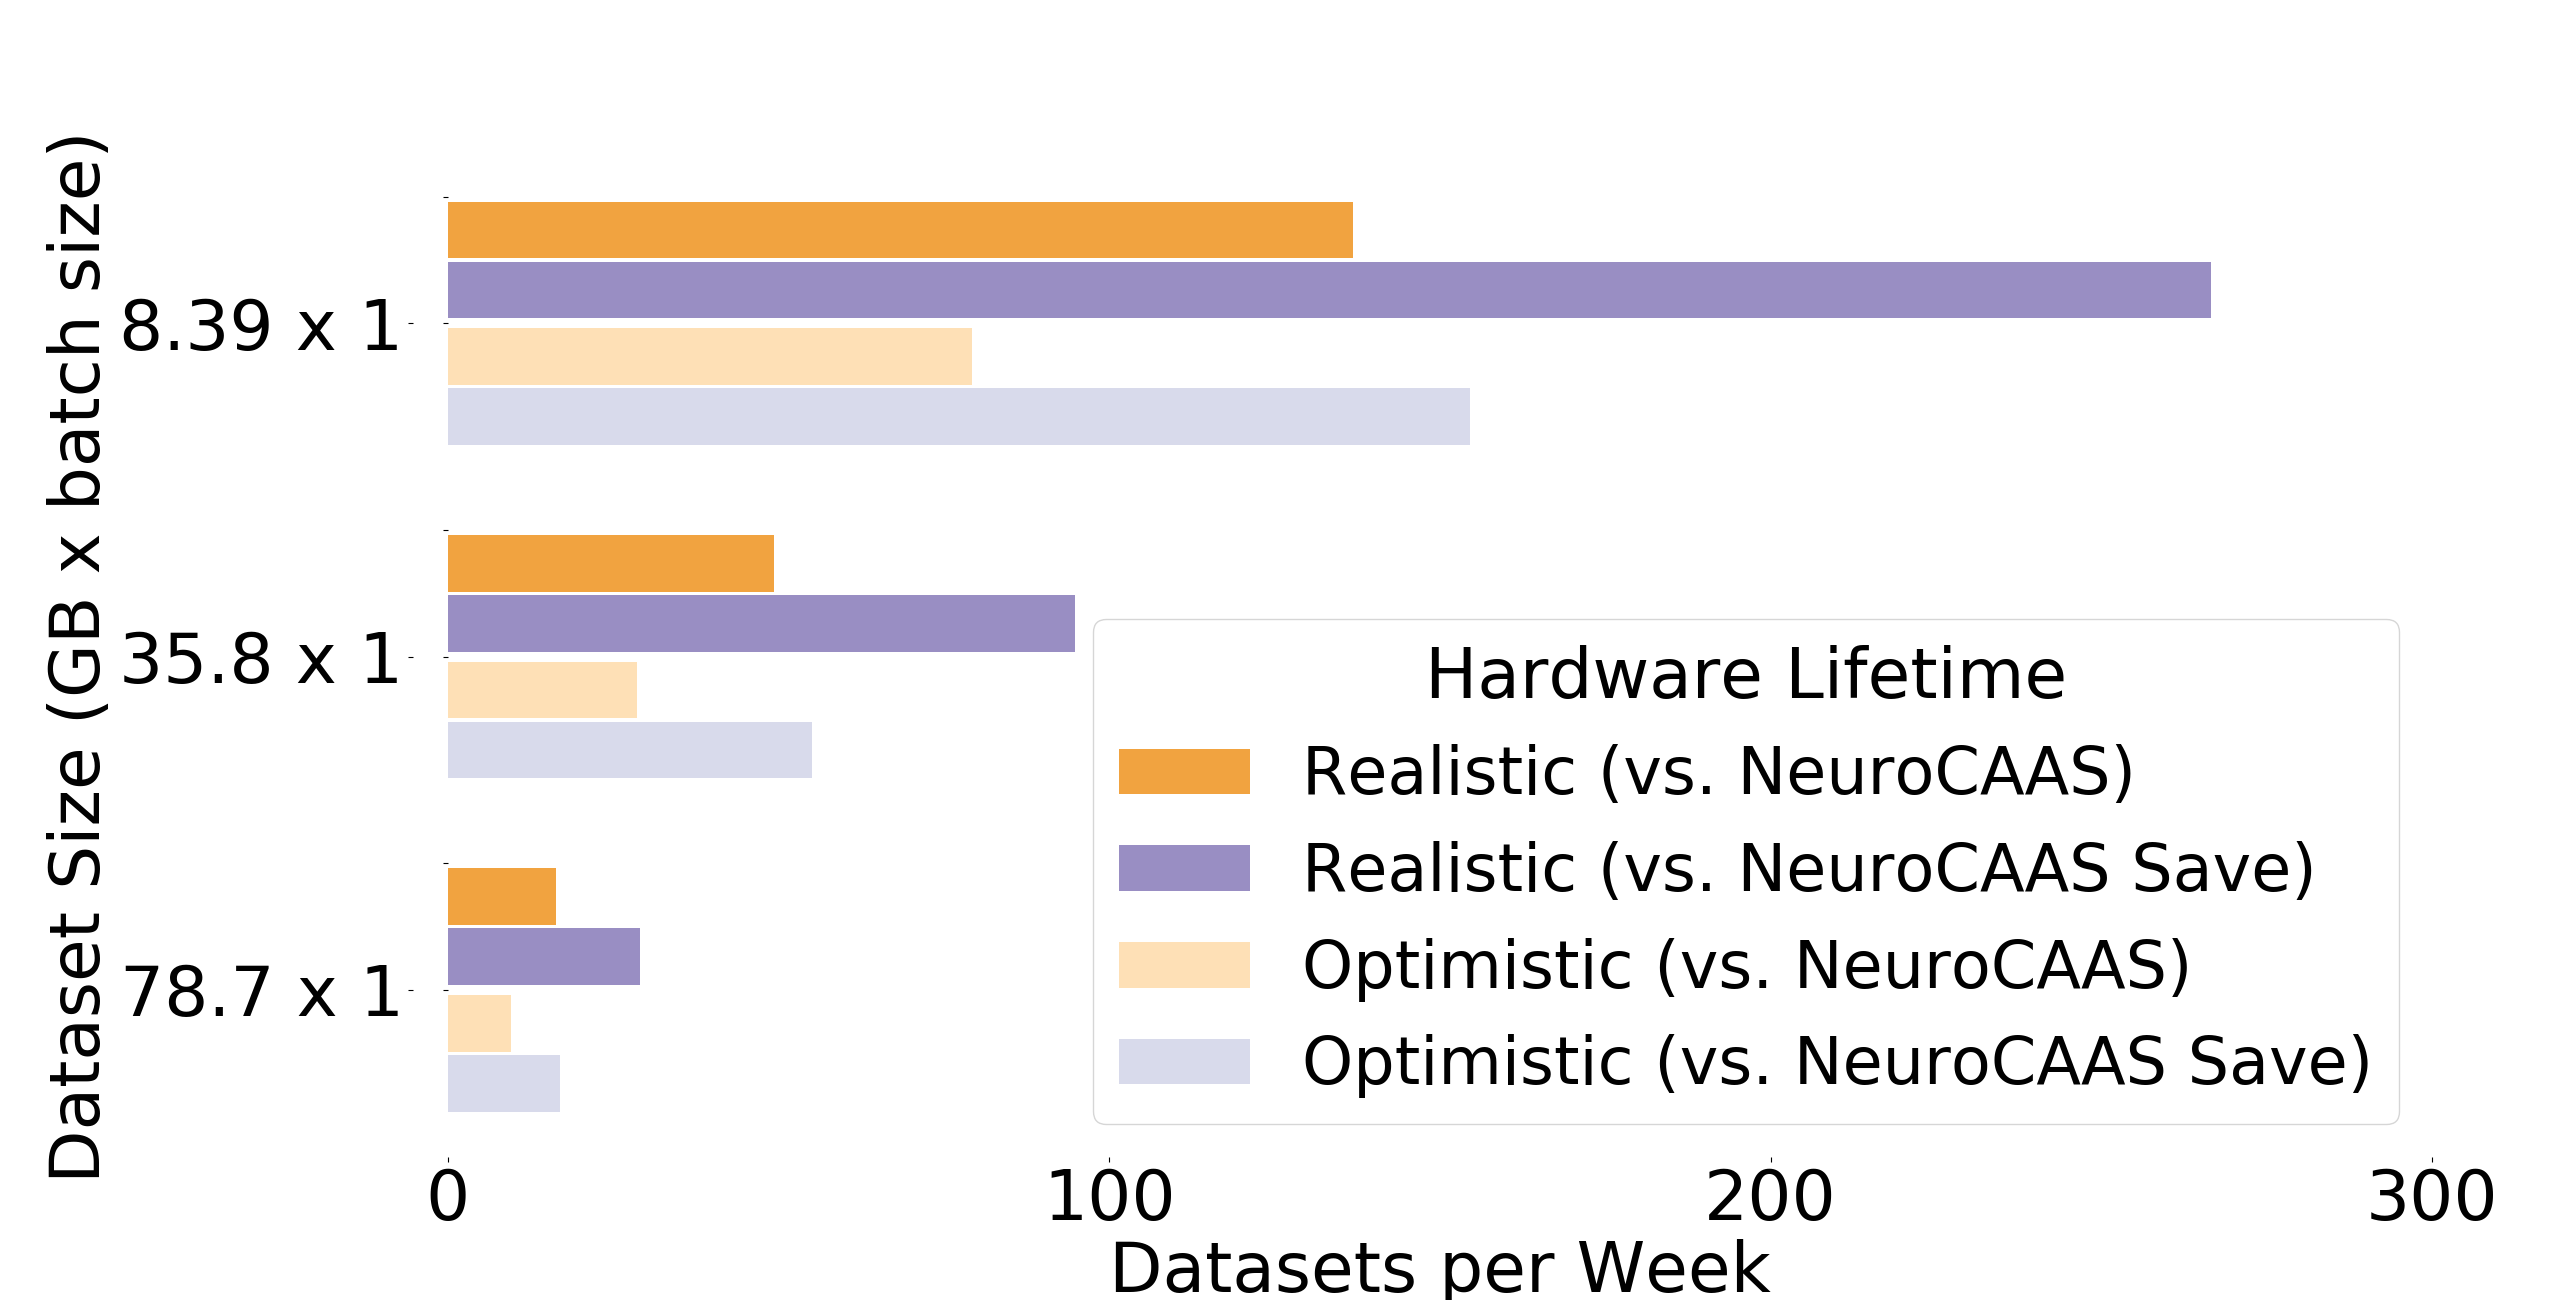 Dataset Size (GB x batch size)
8.39 x 1
35.8 x 1
78.7 x 1
Hardware Lifetime
Realistic (vs. NeuroCAAS)
Realistic (vs. NeuroCAAS Save)
Optimistic (vs. NeuroCAAS)
Optimistic (vs. NeuroCAAS Save)
0 100 200 300
Datasets per Week